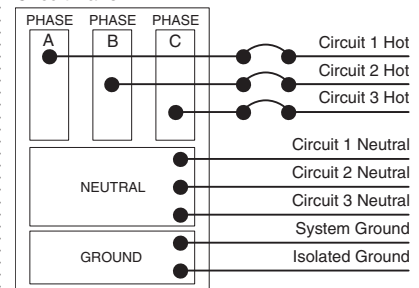 PHASE PHASE PHASE
A B C
Circuit 1 Hot
Circuit 2 Hot
Circuit 3 Hot
Circuit 1 Neutral
NEUTRAL
Circuit 2 Neutral
Circuit 3 Neutral
System Ground
GROUND
Isolated Ground